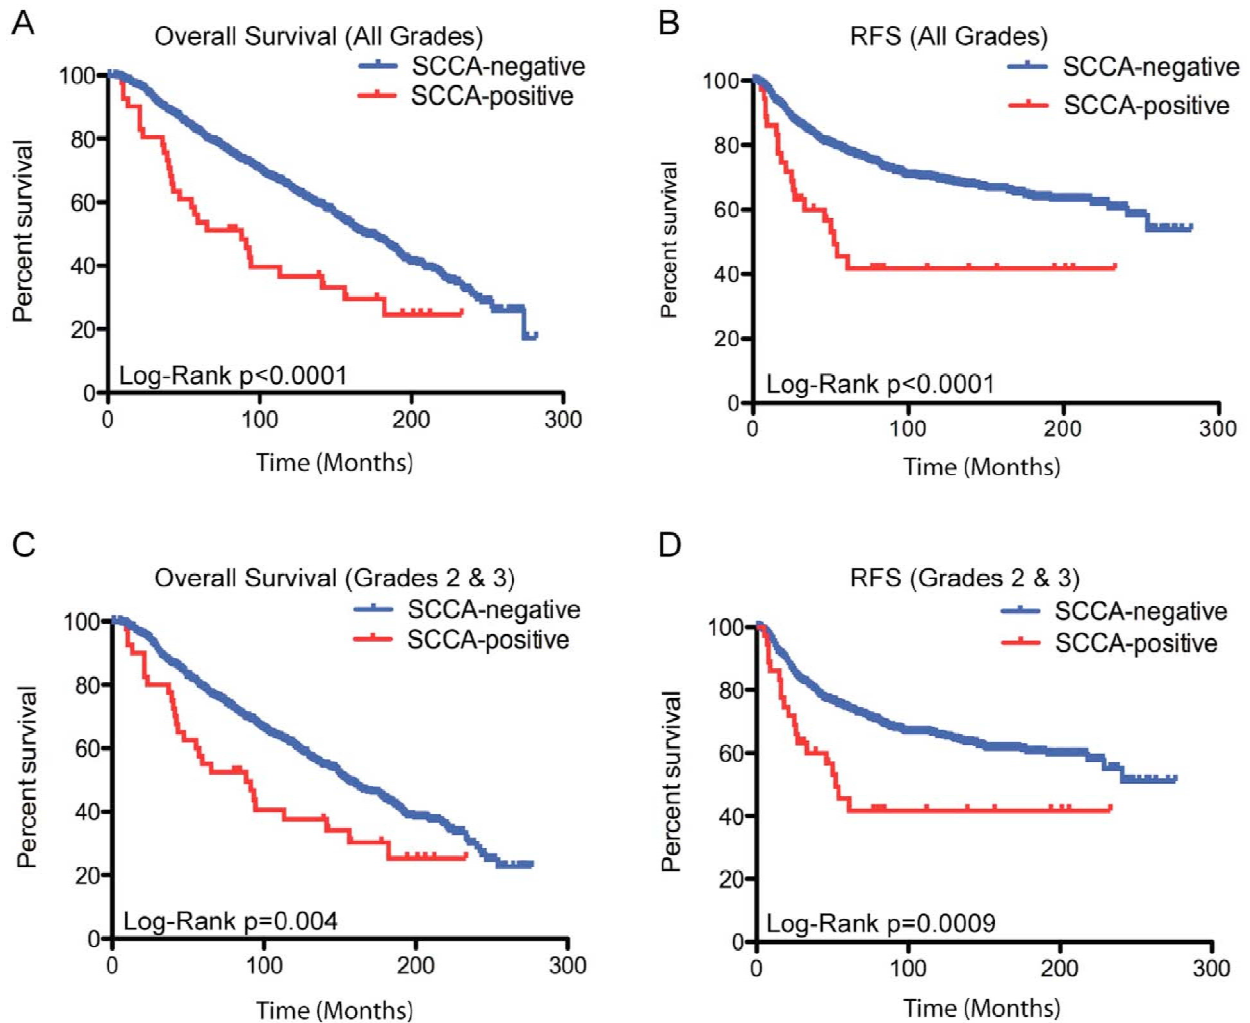 A
Overall Survival (All Grades)
SCCA-negative
SCCA-positive
Percent survival
100
80
60
40
20
0
Log-Rank p<0.0001
0 100 200 300
Time (Months)
B
RFS (All Grades)
SCCA-negative
SCCA-positive
Percent survival
100
80
60
40
20
0
Log-Rank p<0.0001
0 100 200 300
Time (Months)
C
Overall Survival (Grades 2 & 3)
SCCA-negative
SCCA-positive
Percent survival
100
80
60
40
20
0
Log-Rank p=0.004
0 100 200 300
Time (Months)
D
RFS (Grades 2 & 3)
SCCA-negative
SCCA-positive
Percent survival
100
80
60
40
20
0
Log-Rank p=0.0009
0 100 200 300
Time (Months)